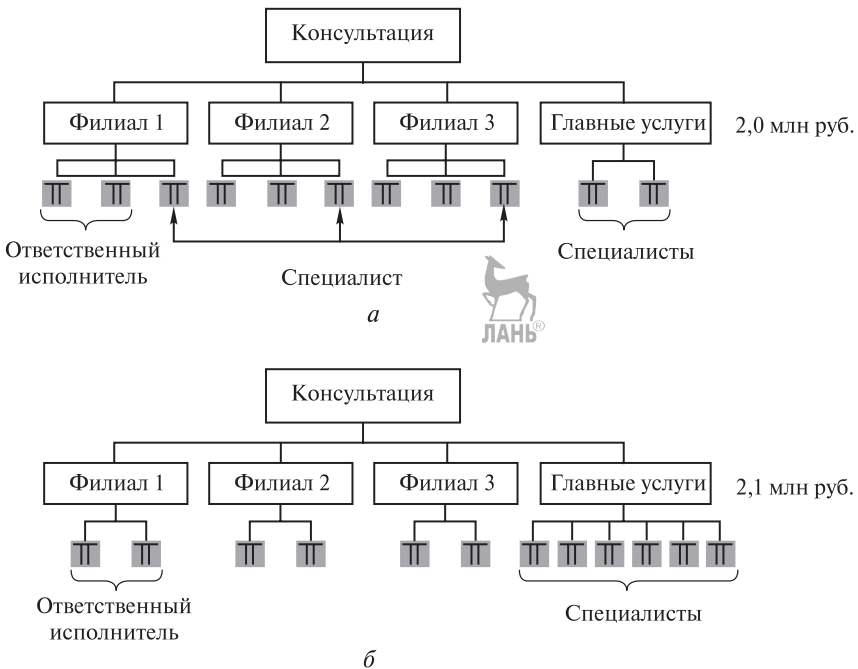 Консультация
Филиал 1 Филиал 2 Филиал 3 Главные услуги 2,0 млн руб.
Ответственный
исполнитель
Специалист
Специалисты
а
ЛАНЬ®
Консультация
Филиал 1 Филиал 2 Филиал 3 Главные услуги 2,1 млн руб.
Ответственный
исполнитель
Специалисты
б